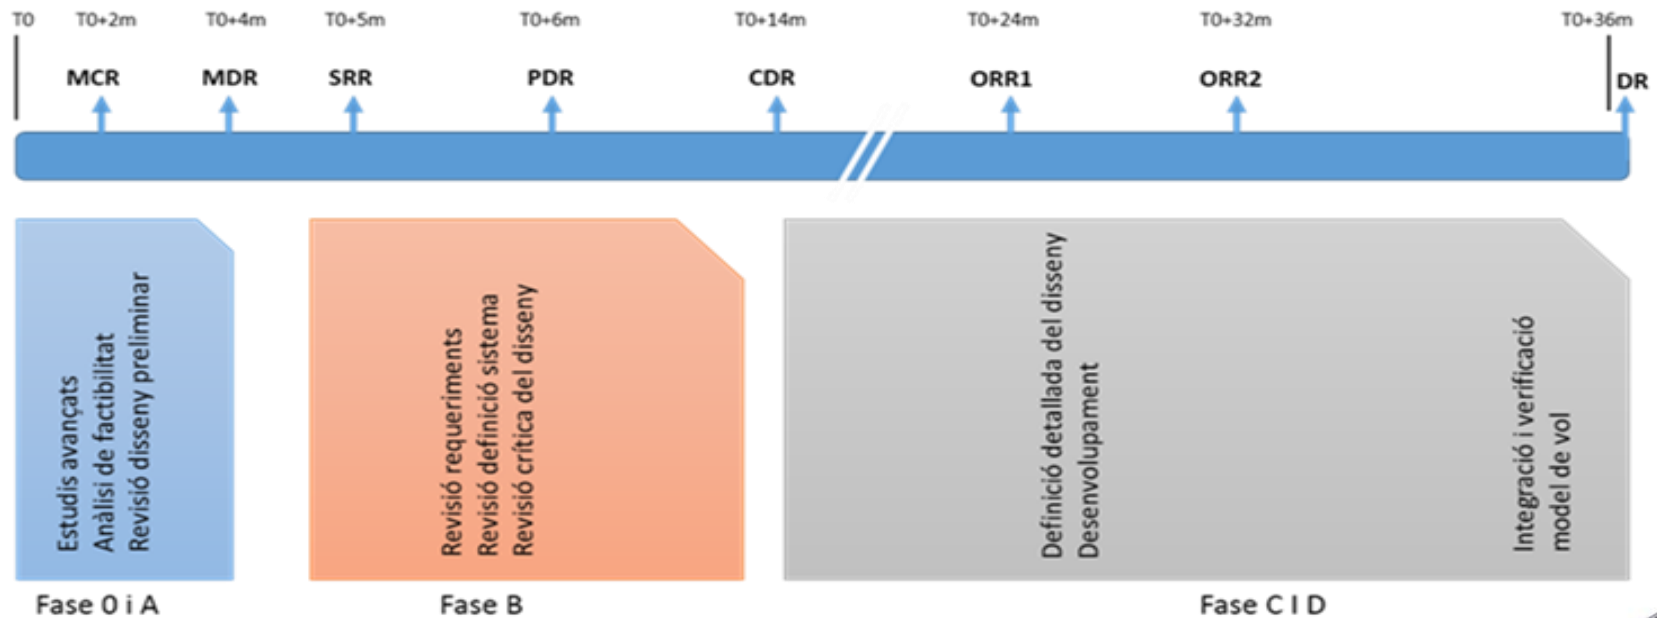 T0 T0+2m T0+4m T0+5m T0+6m T0+14m T0+24m T0+32m T0+36m
MCR MDR SRR PDR CDR ORR1 ORR2 DR
Estudis avançats
Anàlisi de factibilitat
Revisió disseny preliminar
Revisió requeriments
Revisió definició sistema
Revisió crítica del disseny
Definició detallada del disseny
Desenvolupament
Integració i verificació
model de vol
Fase 0 i A Fase B Fase C I D